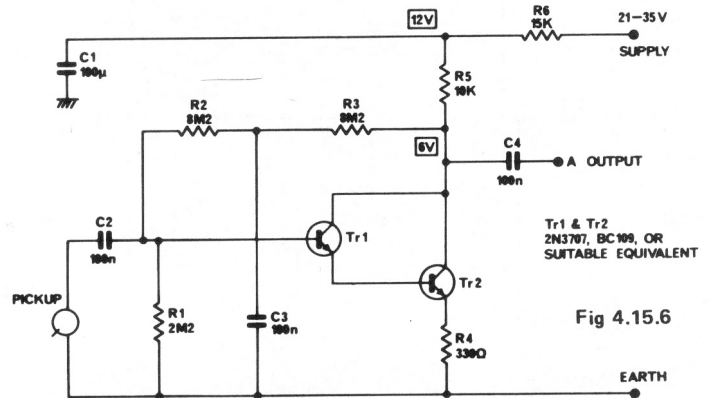 12V
R6
15K
21-35V
SUPPLY
C1
100µ
R5
10K
R2
8M2
R3
8M2
6V
C4
100n
A OUTPUT
C2
100n
Tr1
Tr1 & Tr2
2N3707, BC109, OR
SUITABLE EQUIVALENT
Tr2
PICKUP
R1
2M2
C3
100n
R4
330Ω
Fig 4.15.6
EARTH